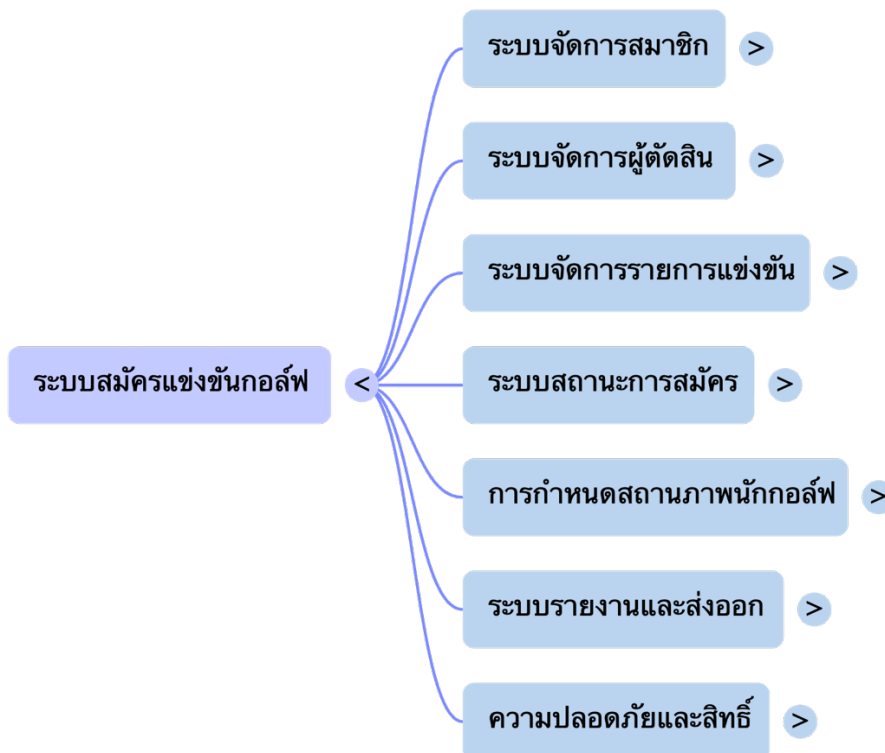 ระบบจัดการสมาชิก >
ระบบจัดการผู้ตัดสิน >
ระบบจัดการรายการแข่งขัน >
ระบบสมัครแข่งขันกอล์ฟ <
ระบบสถานะการสมัคร >
การกำหนดสถานภาพนักกอล์ฟ >
ระบบรายงานและส่งออก >
ความปลอดภัยและสิทธิ์ >